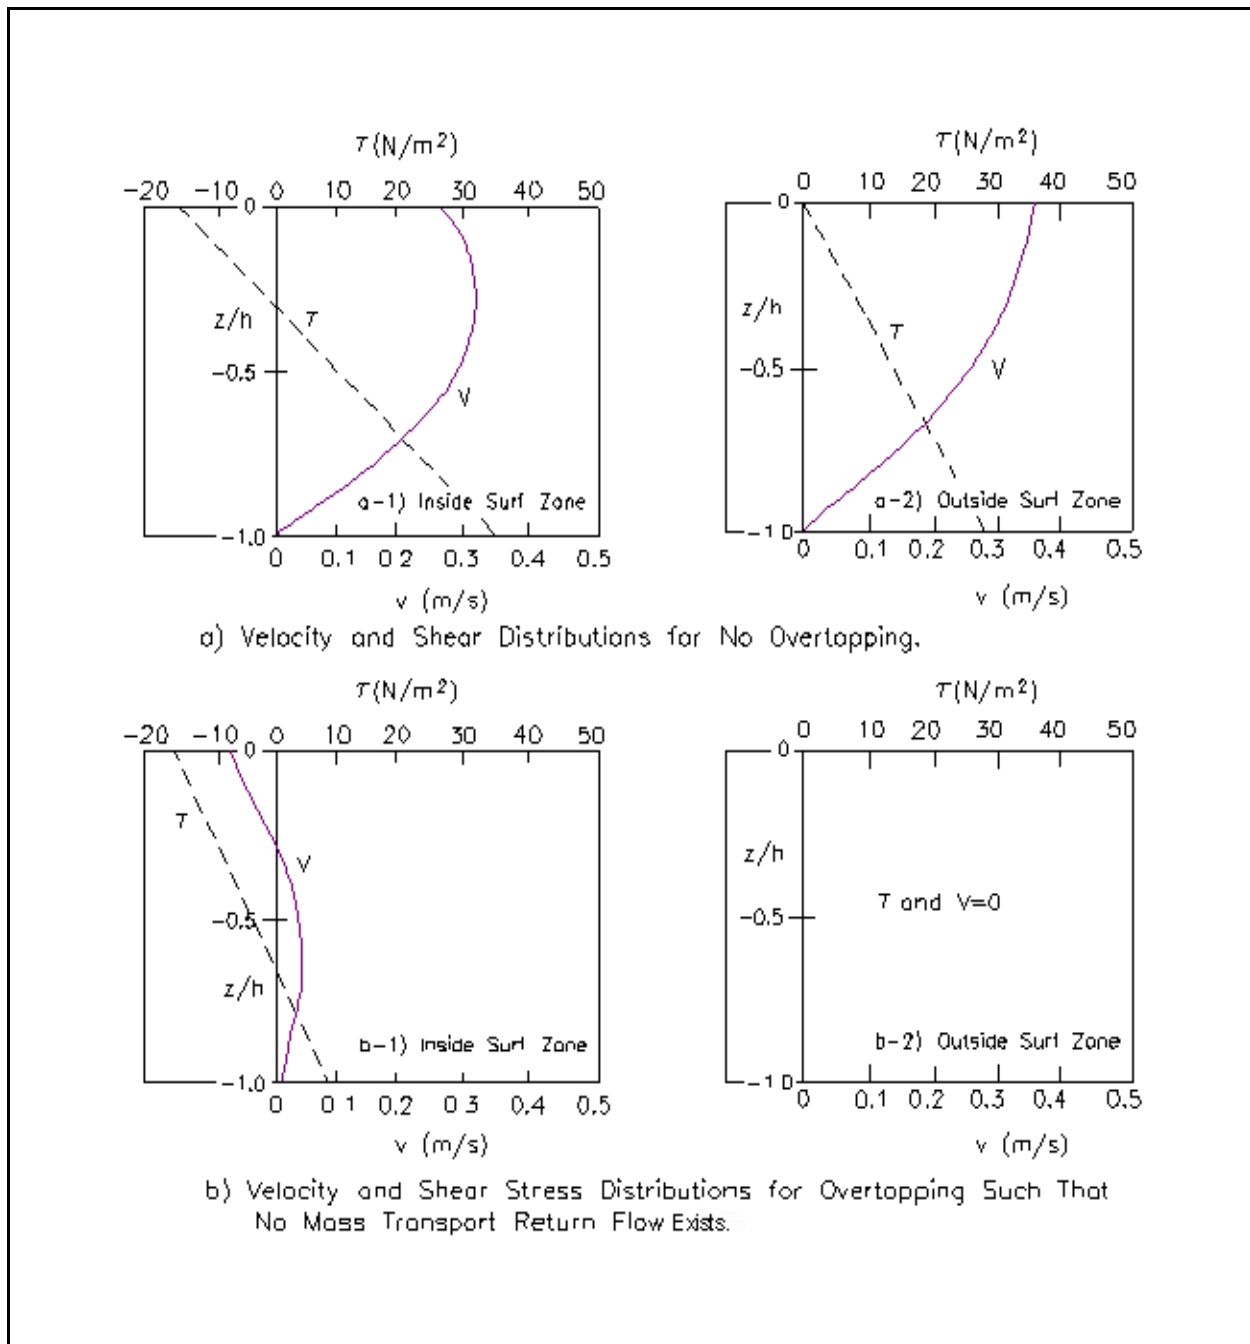 τ(N/m²)
-20 -10 0 10 20 30 40 50
0
z/h
τ
-0.5
V
a-1) Inside Surf Zone
-1.0
0 0.1 0 2 0.3 0.4 0.5
v (m/s)
τ(N/m²)
0 10 20 30 40 50
0
z/h
τ
-0.5
V
a-2) Outside Surf Zone
-1 0
0 0.1 0.2 0.3 0.4 0.5
v (m/s)
a) Velocity and Shear Distributions for No Overtopping.
τ(N/m²)
-20 -10 0 10 20 30 40 50
0
τ
V
-0.5
z/h
b-1) Inside Surf Zone
-1.0
0 0 1 0.2 0 3 0.4 0.5
v (m/s)
τ(N/m²)
0 10 20 30 40 50
0
z/h
τ and V=0
-0.5
b-2) Outside Surf Zone
-1 0
0 0.1 0.2 0.3 0.4 0.5
v (m/s)
b) Velocity and Shear Stress Distributions for Overtopping Such That
No Mass Transport Return Flow Exists.